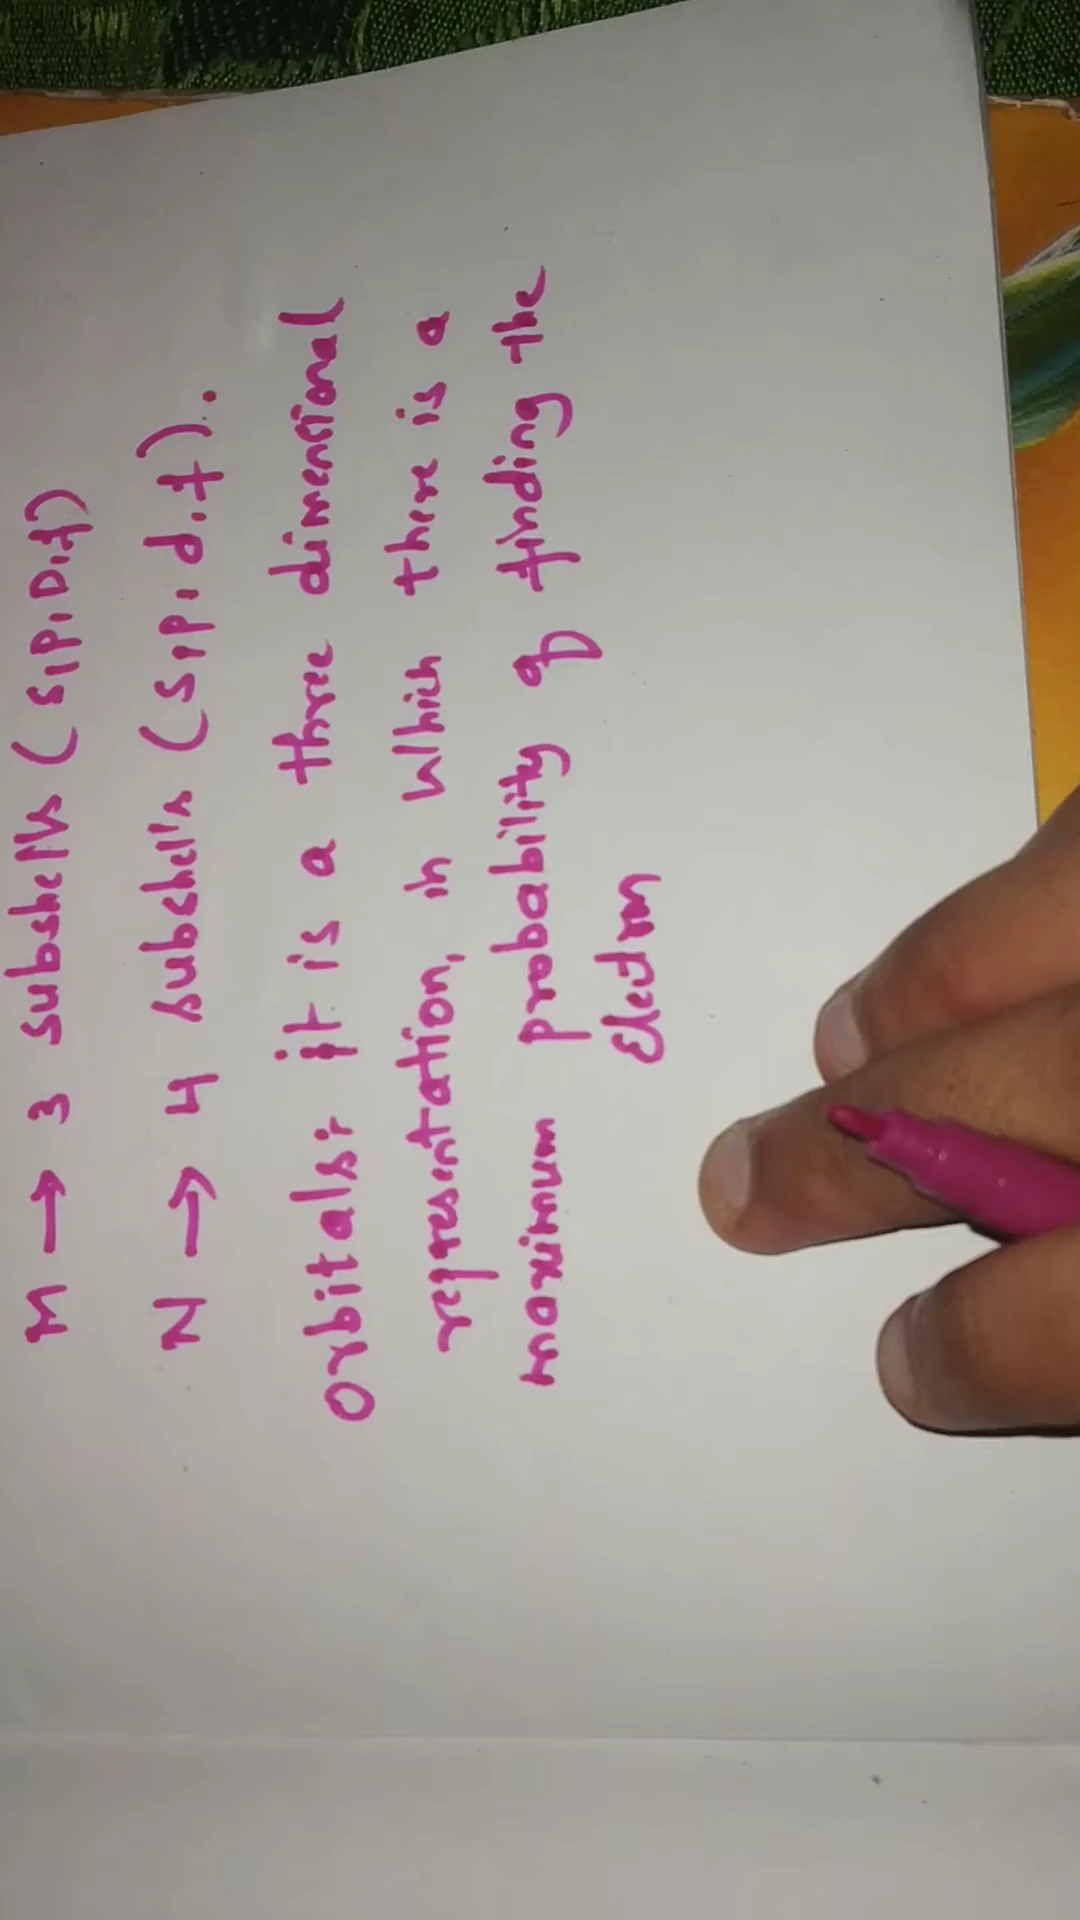 M → 3 subshells (s,p,D,f)
N → 4 subshell's (s,p,d,f).
orbitals: it is a three dimensional
representation, in which there is a
maximum probability of finding the
Electron